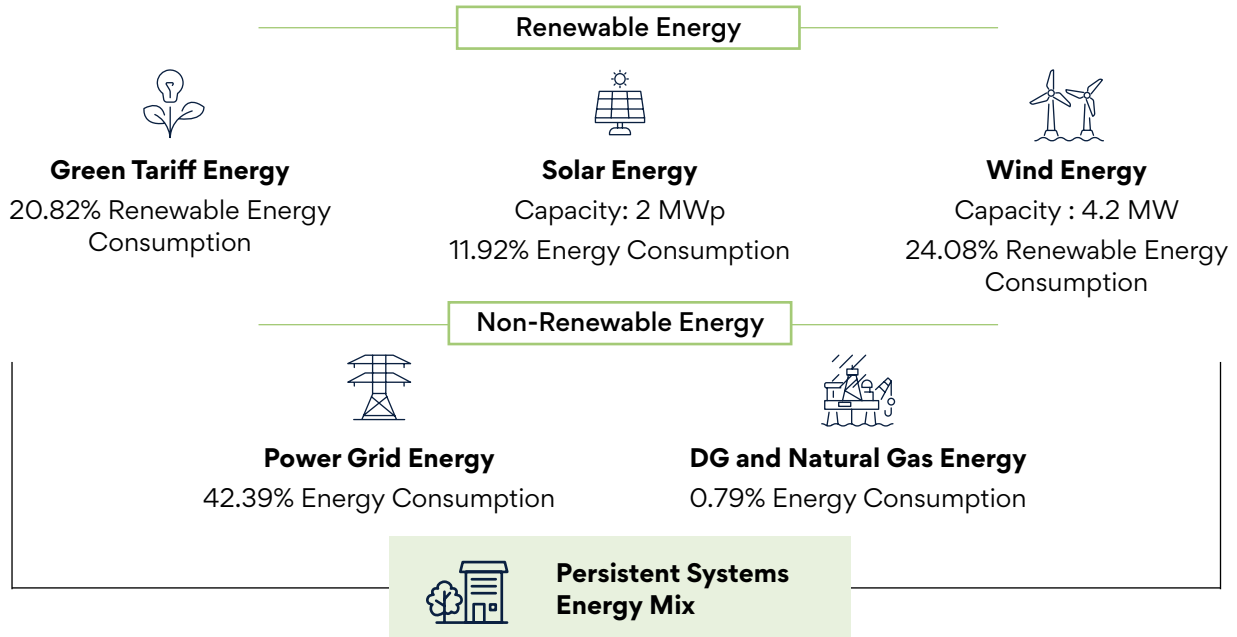 Renewable Energy
Green Tariff Energy
20.82% Renewable Energy
Consumption
Solar Energy
Capacity: 2 MWp
11.92% Energy Consumption
Wind Energy
Capacity : 4.2 MW
24.08% Renewable Energy
Consumption
Non-Renewable Energy
Power Grid Energy
42.39% Energy Consumption
DG and Natural Gas Energy
0.79% Energy Consumption
Persistent Systems
Energy Mix